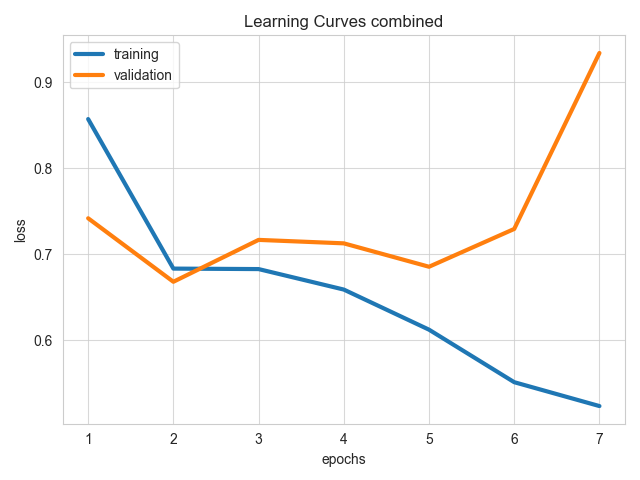 Learning Curves combined
training
validation
0.9
0.8
0.7
0.6
loss
1 2 3 4 5 6 7
epochs